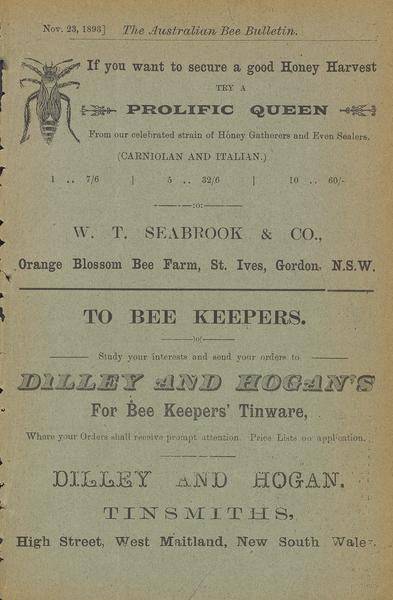 Nov. 23, 1893] The Australian Bee Bulletin.
If you want to secure a good Honey Harvest
TRY A
PROLIFIC QUEEN
From our celebrated strain of Honey Gatherers and Even Sealers.
(CARNIOLAN AND ITALIAN.)
1 .. 7/6 | 5 .. 32/6 | 10 .. 60/-
:o:
W. T. SEABROOK & CO.,
Orange Blossom Bee Farm, St. Ives, Gordon, N.S.W.
TO BEE KEEPERS.
)o(
Study your interests and send your orders to
DILLEY AND HOGAN'S
For Bee Keepers' Tinware,
Where your Orders shall receive prompt attention. Price Lists on application.
DILLEY AND HOGAN,
TINSMITHS,
High Street, West Maitland, New South Wales.